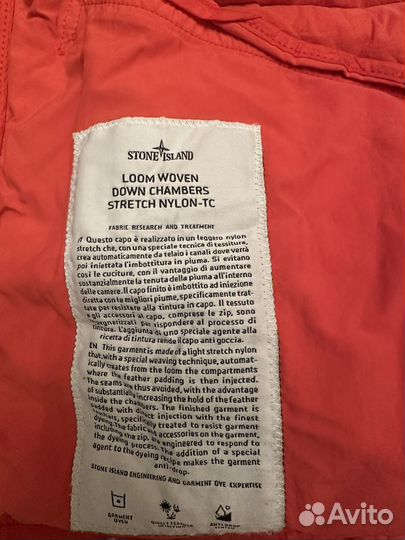 STONE ISLAND
LOOM WOVEN
DOWN CHAMBERS
STRETCH NYLON-TC
FABRIC RESEARCH AND TREATMENT
IT Questo capo è realizzato in un leggero nylon
stretch che, con una speciale tecnica di tessitura,
crea automaticamente da telaio i canali dove verrà
poi iniettata l'imbottitura in piuma. Si evitano
così le cuciture, con il vantaggio di aumentare
sostanzialmente la tenuta della piuma all'interno
delle camere. Il capo finito è imbottito ad iniezione
diretta con le migliori piume, specificamente trat-
tate per resistere alla tintura in capo. Il tessuto
e gli accessori al capo, comprese le zip, sono
ingegnerizzati per rispondere al processo di
tintura. L'aggiunta di uno speciale agente alla
ricetta di tintura rende il capo anti goccia.
EN This garment is made of a light stretch nylon
that, with a special weaving technique, automat-
ically creates from the loom the compartments
where the feather padding is then injected.
The seams are thus avoided, with the advantage
of substantially increasing the hold of the feather
inside the chambers. The finished garment is
padded with direct injection with the finest
feathers, specifically treated to resist garment
dyeing. The fabric and accessories on the garment,
including the zip, are engineered to respond to
the dyeing process. The addition of a special
agent to the dyeing recipe makes the garment
anti-drop.
STONE ISLAND ENGINEERING AND GARMENT DYE EXPERTISE
GARMENT
DYED
DIRECT FEATHER
ANTI DROP
Avito